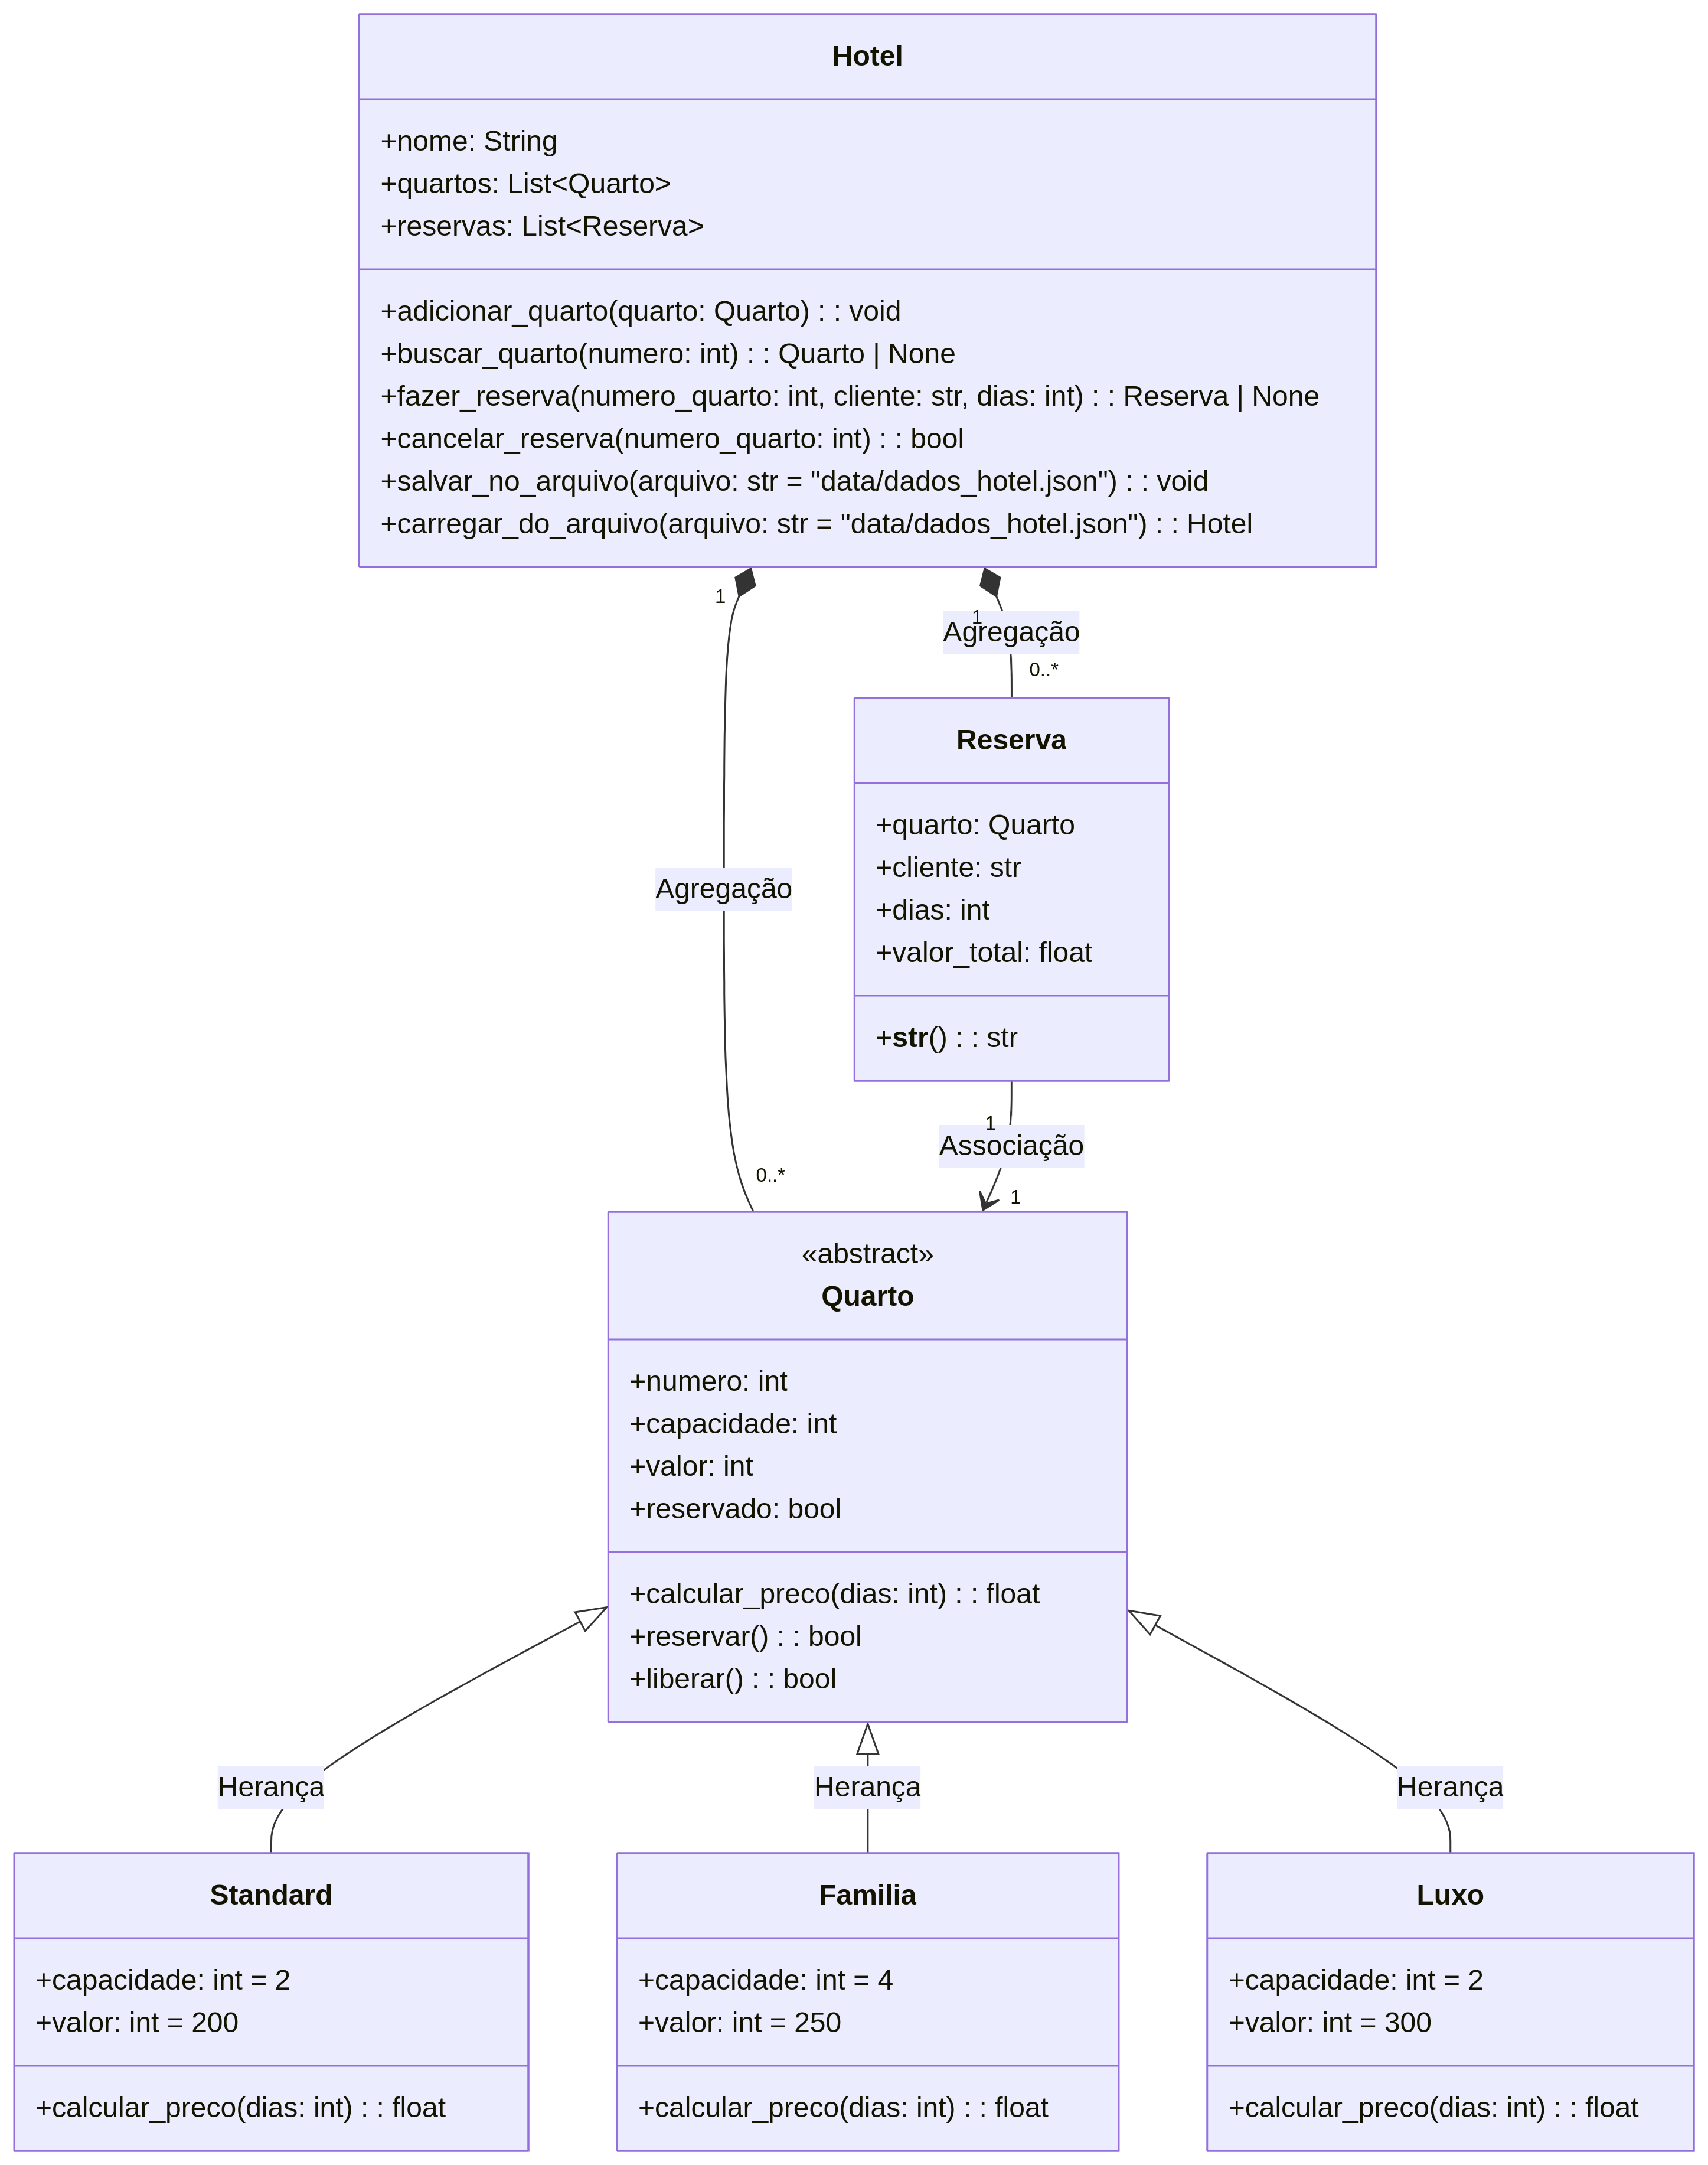 Hotel
+nome: String
+quartos: List<Quarto>
+reservas: List<Reserva>
+adicionar_quarto(quarto: Quarto) : : void
+buscar_quarto(numero: int) : : Quarto | None
+fazer_reserva(numero_quarto: int, cliente: str, dias: int) : : Reserva | None
+cancelar_reserva(numero_quarto: int) : : bool
+salvar_no_arquivo(arquivo: str = "data/dados_hotel.json") : : void
+carregar_do_arquivo(arquivo: str = "data/dados_hotel.json") : : Hotel
1
1
Agregação
0..*
Reserva
+quarto: Quarto
+cliente: str
+dias: int
+valor_total: float
+str() : : str
Agregação
1
Associação
0..*
1
«abstract»
Quarto
+numero: int
+capacidade: int
+valor: int
+reservado: bool
+calcular_preco(dias: int) : : float
+reservar() : : bool
+liberar() : : bool
Herança
Herança
Herança
Standard
+capacidade: int = 2
+valor: int = 200
+calcular_preco(dias: int) : : float
Familia
+capacidade: int = 4
+valor: int = 250
+calcular_preco(dias: int) : : float
Luxo
+capacidade: int = 2
+valor: int = 300
+calcular_preco(dias: int) : : float